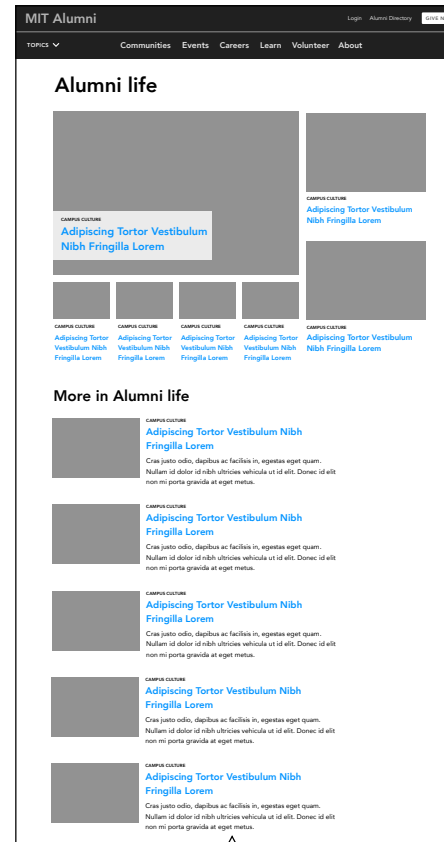 MIT Alumni
Login Alumni Directory GIVE N
TOPICS Communities Events Careers Learn Volunteer About
Alumni life
CAMPUS CULTURE
Adipiscing Tortor Vestibulum
Nibh Fringilla Lorem
CAMPUS CULTURE
Adipiscing Tortor Vestibulum
Nibh Fringilla Lorem
CAMPUS CULTURE
Adipiscing Tortor
Vestibulum Nibh
Fringilla Lorem
CAMPUS CULTURE
Adipiscing Tortor
Vestibulum Nibh
Fringilla Lorem
CAMPUS CULTURE
Adipiscing Tortor
Vestibulum Nibh
Fringilla Lorem
CAMPUS CULTURE
Adipiscing Tortor
Vestibulum Nibh
Fringilla Lorem
CAMPUS CULTURE
Adipiscing Tortor Vestibulum
Nibh Fringilla Lorem
More in Alumni life
CAMPUS CULTURE
Adipiscing Tortor Vestibulum Nibh
Fringilla Lorem
Cras justo odio, dapibus ac facilisis in, egestas eget quam.
Nullam id dolor id nibh ultricies vehicula ut id elit. Donec id elit
non mi porta gravida at eget metus.
CAMPUS CULTURE
Adipiscing Tortor Vestibulum Nibh
Fringilla Lorem
Cras justo odio, dapibus ac facilisis in, egestas eget quam.
Nullam id dolor id nibh ultricies vehicula ut id elit. Donec id elit
non mi porta gravida at eget metus.
CAMPUS CULTURE
Adipiscing Tortor Vestibulum Nibh
Fringilla Lorem
Cras justo odio, dapibus ac facilisis in, egestas eget quam.
Nullam id dolor id nibh ultricies vehicula ut id elit. Donec id elit
non mi porta gravida at eget metus.
CAMPUS CULTURE
Adipiscing Tortor Vestibulum Nibh
Fringilla Lorem
Cras justo odio, dapibus ac facilisis in, egestas eget quam.
Nullam id dolor id nibh ultricies vehicula ut id elit. Donec id elit
non mi porta gravida at eget metus.
CAMPUS CULTURE
Adipiscing Tortor Vestibulum Nibh
Fringilla Lorem
Cras justo odio, dapibus ac facilisis in, egestas eget quam.
Nullam id dolor id nibh ultricies vehicula ut id elit. Donec id elit
non mi porta gravida at eget metus.